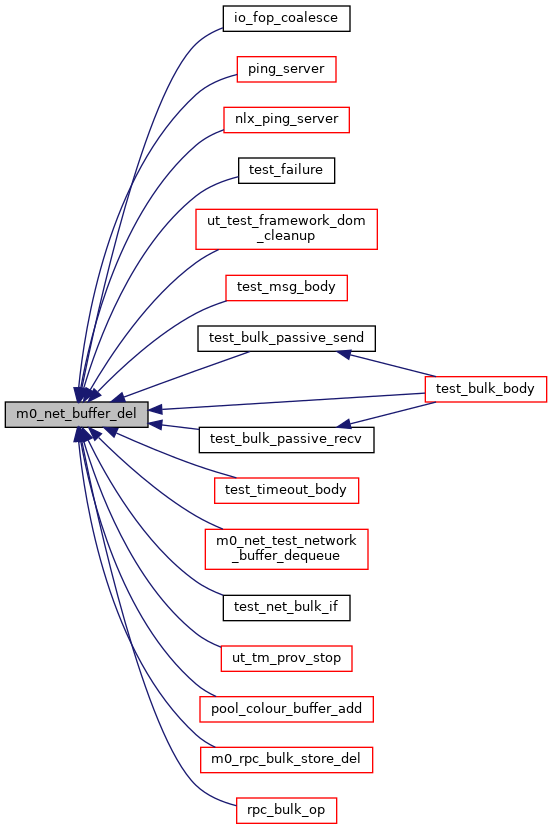 io_fop_coalesce
ping_server
nlx_ping_server
test_failure
ut_test_framework_dom
_cleanup
test_msg_body
test_bulk_passive_send
test_bulk_body
m0_net_buffer_del
test_bulk_passive_recv
test_timeout_body
m0_net_test_network
_buffer_dequeue
test_net_bulk_if
ut_tm_prov_stop
pool_colour_buffer_add
m0_rpc_bulk_store_del
rpc_bulk_op